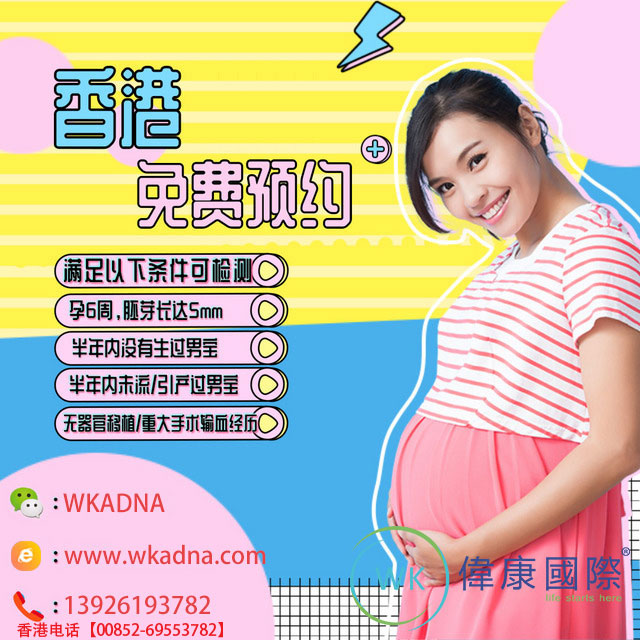 香港
免费预约
满足以下条件可检测
孕6周,胚芽长达5mm
半年内没有生过男宝
半年内未流/引产过男宝
无器官移植/重大手术输血经历
:WKADNA
:www.wkadna.com
:13926193782
香港电话【00852-69553782】
WK 偉康國際®
life starts here